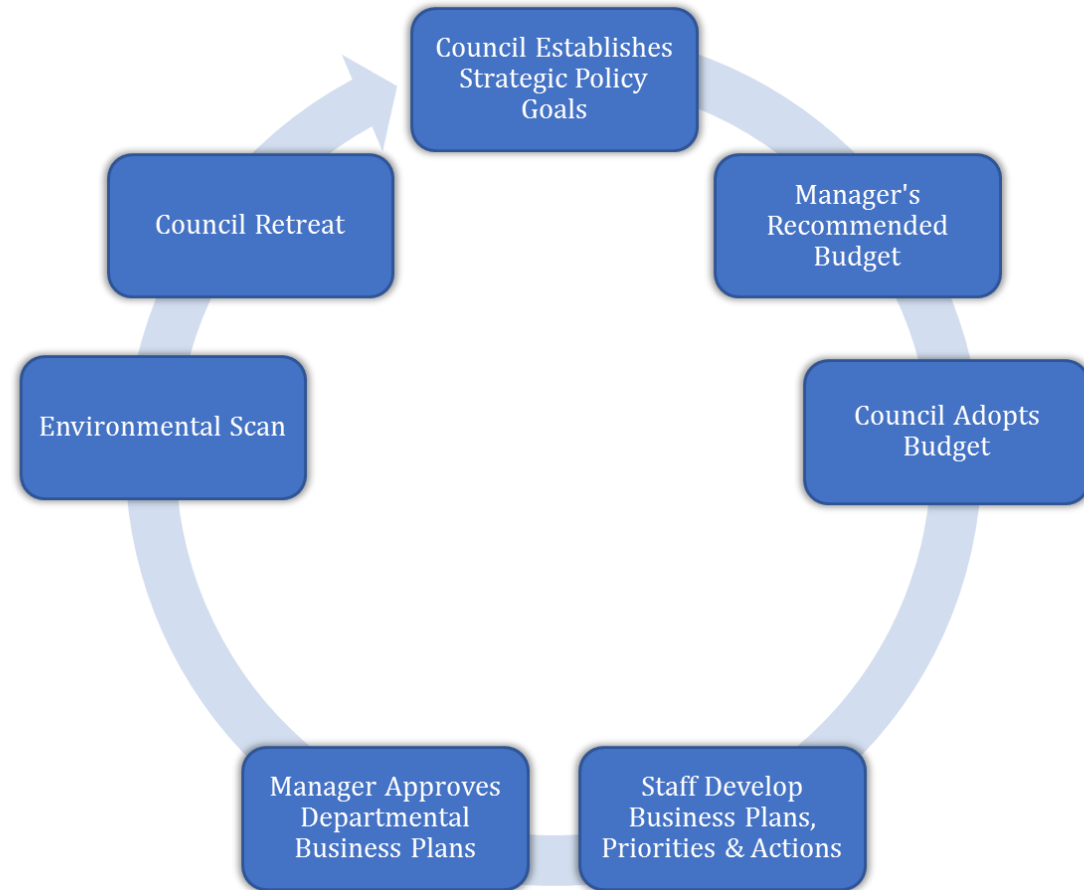 Council Establishes
Strategic Policy
Goals
Manager's
Recommended
Budget
Council Adopts
Budget
Staff Develop
Business Plans,
Priorities & Actions
Manager Approves
Departmental
Business Plans
Environmental Scan
Council Retreat